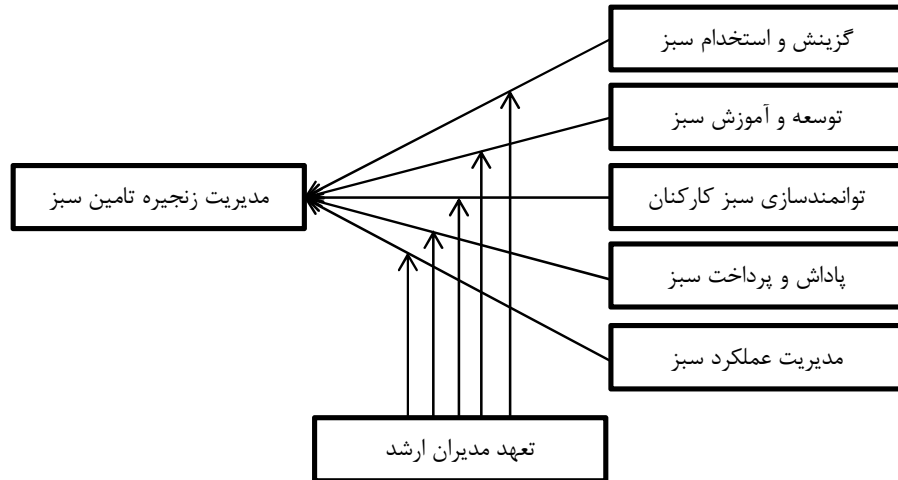 گزینش و استخدام سبز
توسعه و آموزش سبز
توانمندسازی سبز کارکنان
مدیریت زنجیره تامین سبز
پاداش و پرداخت سبز
مدیریت عملکرد سبز
تعهد مدیران ارشد